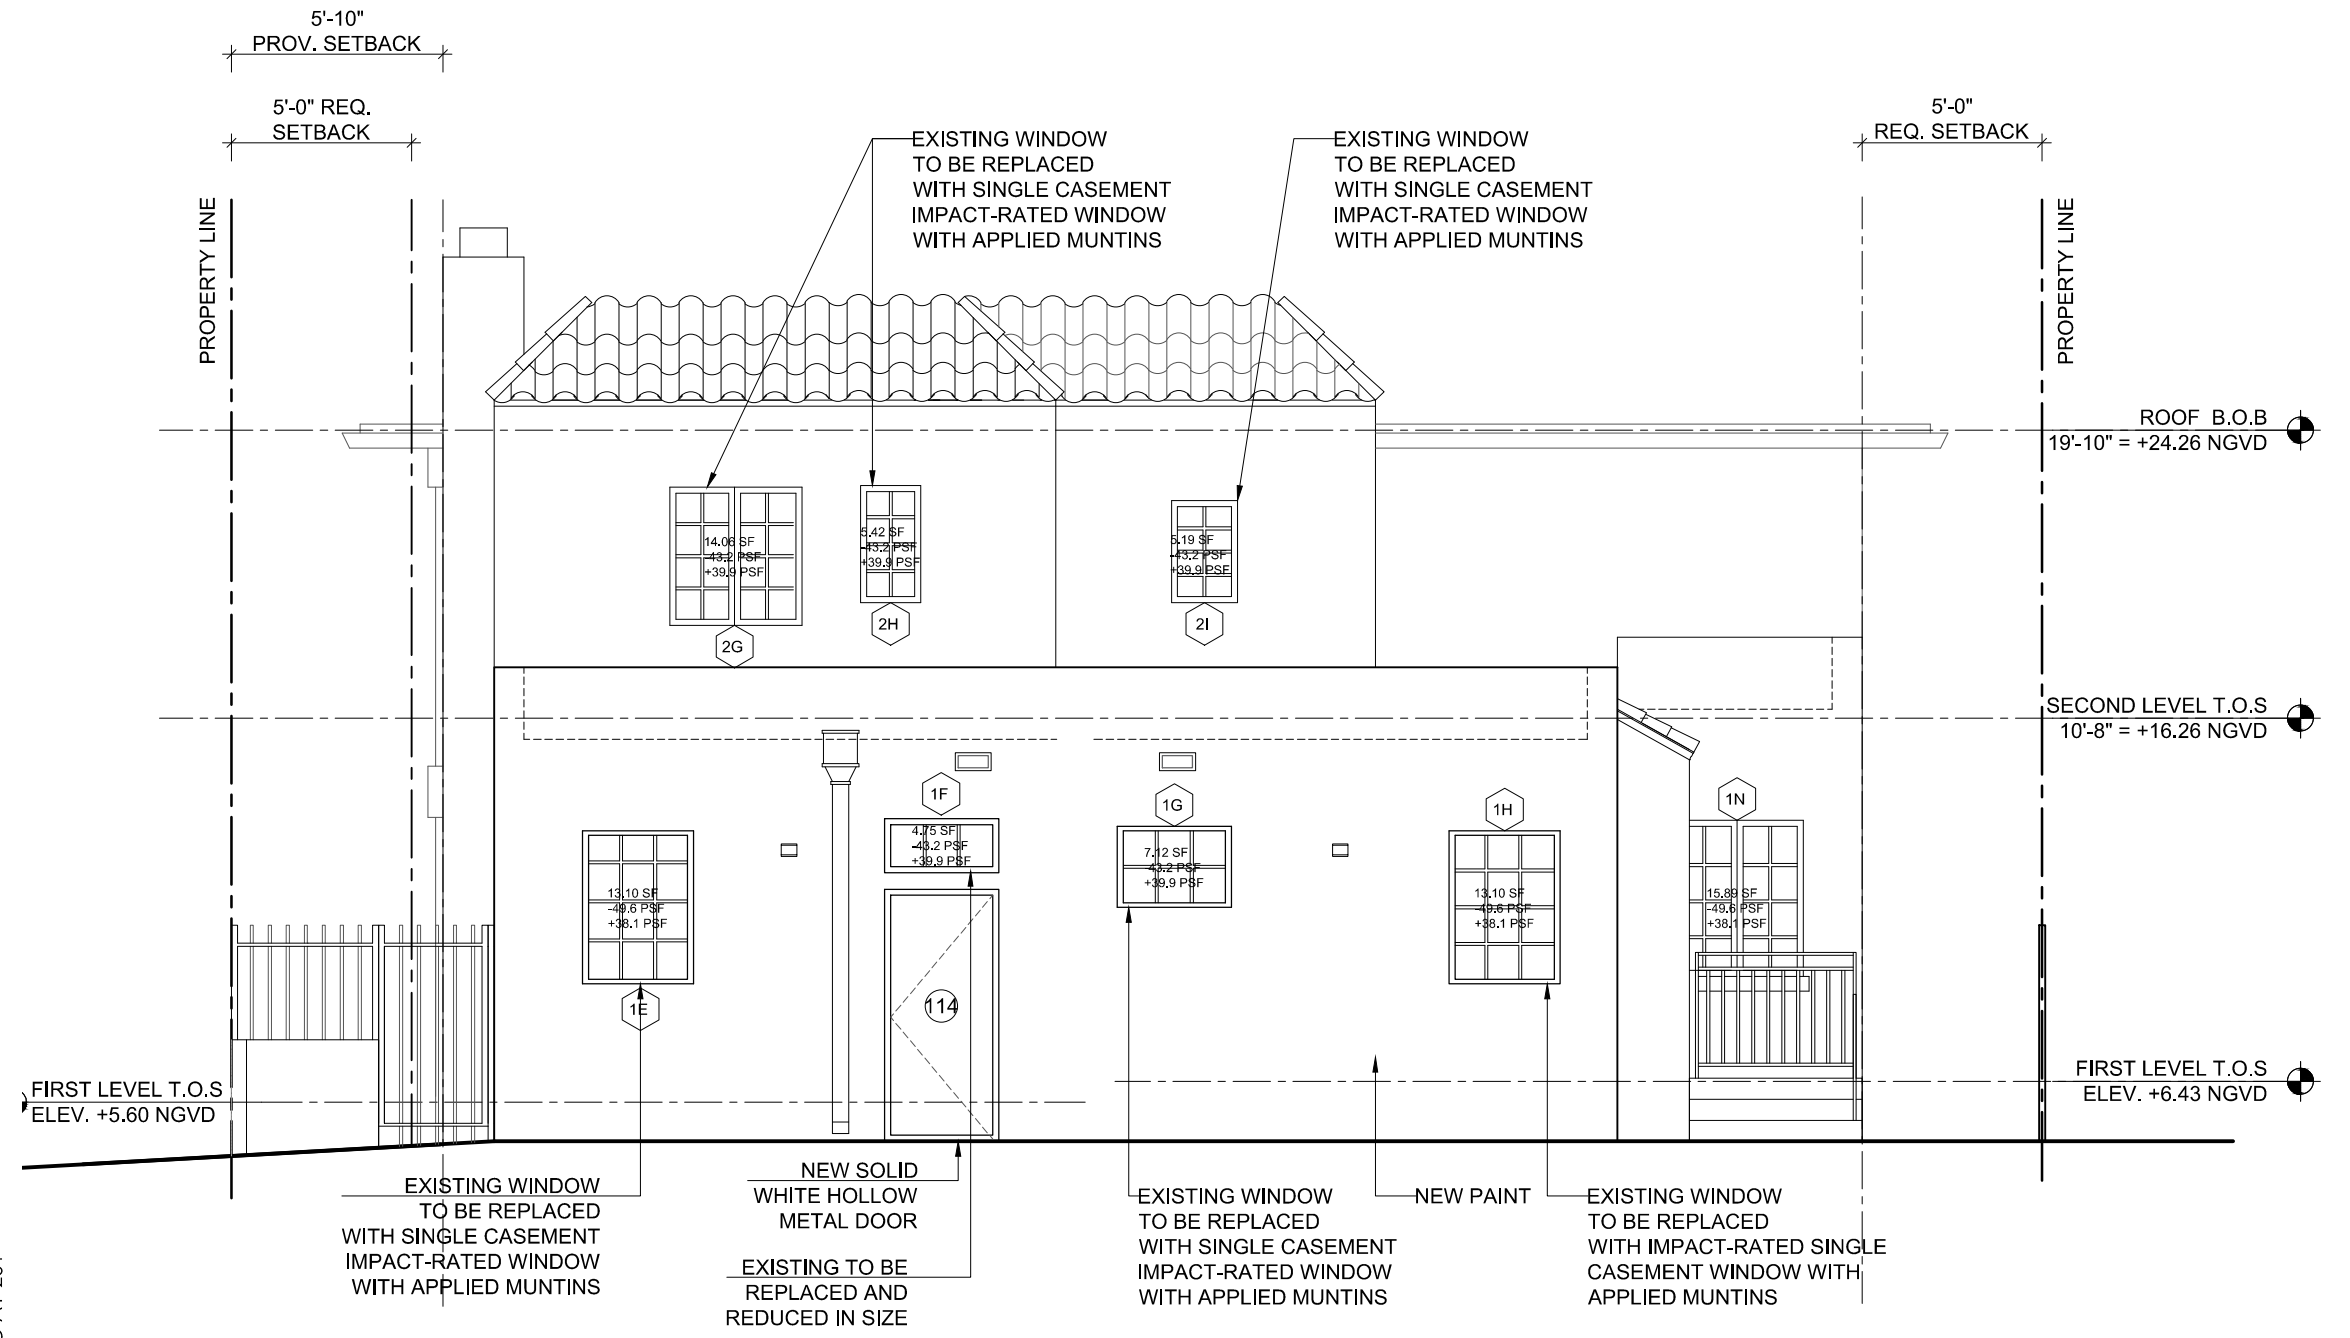 5'-10"
PROV. SETBACK
5'-0" REQ.
SETBACK
5'-0"
REQ. SETBACK
EXISTING WINDOW
TO BE REPLACED
WITH SINGLE CASEMENT
IMPACT-RATED WINDOW
WITH APPLIED MUNTINS
EXISTING WINDOW
TO BE REPLACED
WITH SINGLE CASEMENT
IMPACT-RATED WINDOW
WITH APPLIED MUNTINS
PROPERTY LINE
PROPERTY LINE
ROOF B.O.B
19'-10" = +24.26 NGVD
14.06 SF
-43.2 PSF
+39.9 PSF
2G
5.42 SF
-43.2 PSF
+39.9 PSF
2H
5.19 SF
-43.2 PSF
+39.9 PSF
2I
SECOND LEVEL T.O.S
10'-8" = +16.26 NGVD
13.10 SF
-49.6 PSF
+38.1 PSF
1E
1F
4.75 SF
-43.2 PSF
+39.9 PSF
114
1G
7.12 SF
-43.2 PSF
+39.9 PSF
1H
13.10 SF
-49.6 PSF
+38.1 PSF
1N
15.89 SF
-49.6 PSF
+38.1 PSF
FIRST LEVEL T.O.S
ELEV. +5.60 NGVD
FIRST LEVEL T.O.S
ELEV. +6.43 NGVD
EXISTING WINDOW
TO BE REPLACED
WITH SINGLE CASEMENT
IMPACT-RATED WINDOW
WITH APPLIED MUNTINS
NEW SOLID
WHITE HOLLOW
METAL DOOR
EXISTING TO BE
REPLACED AND
REDUCED IN SIZE
EXISTING WINDOW
TO BE REPLACED
WITH SINGLE CASEMENT
IMPACT-RATED WINDOW
WITH APPLIED MUNTINS
NEW PAINT
EXISTING WINDOW
TO BE REPLACED
WITH IMPACT-RATED SINGLE
CASEMENT WINDOW WITH
APPLIED MUNTINS